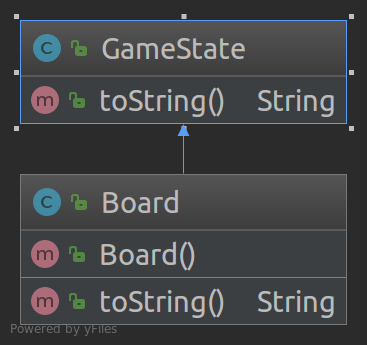 C GameState
m toString() String
C Board
m Board()
m toString() String
Powered by yFiles